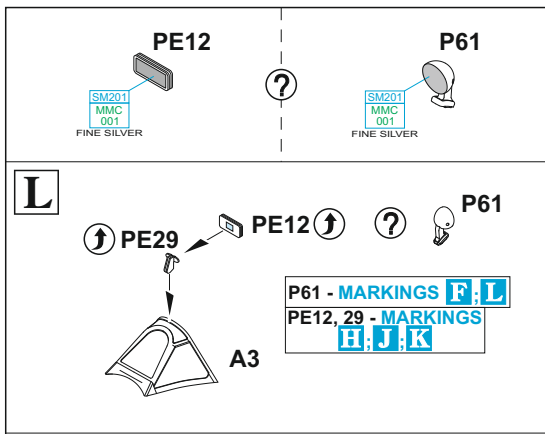 PE12
P61
?
SM201
MMC
001
FINE SILVER
SM201
MMC
001
FINE SILVER
L
P61
PE29
PE12
?
A3
P61 - MARKINGS F ; L
PE12, 29 - MARKINGS
H ; J ; K